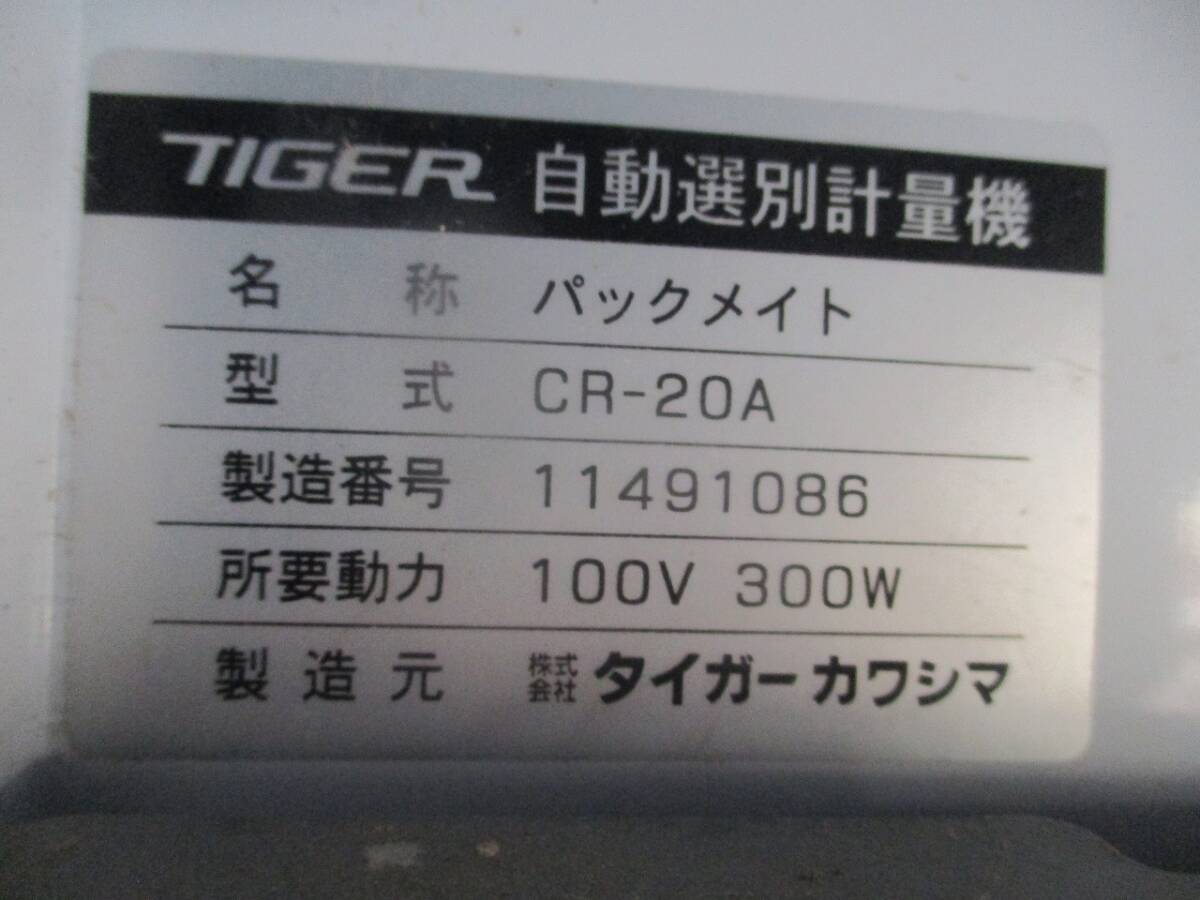 TIGER 自動選別計量機
名称 パックメイト
型式 CR-20A
製造番号 11491086
所要動力 100V 300W
製造元 株式会社 タイガーカワシマ